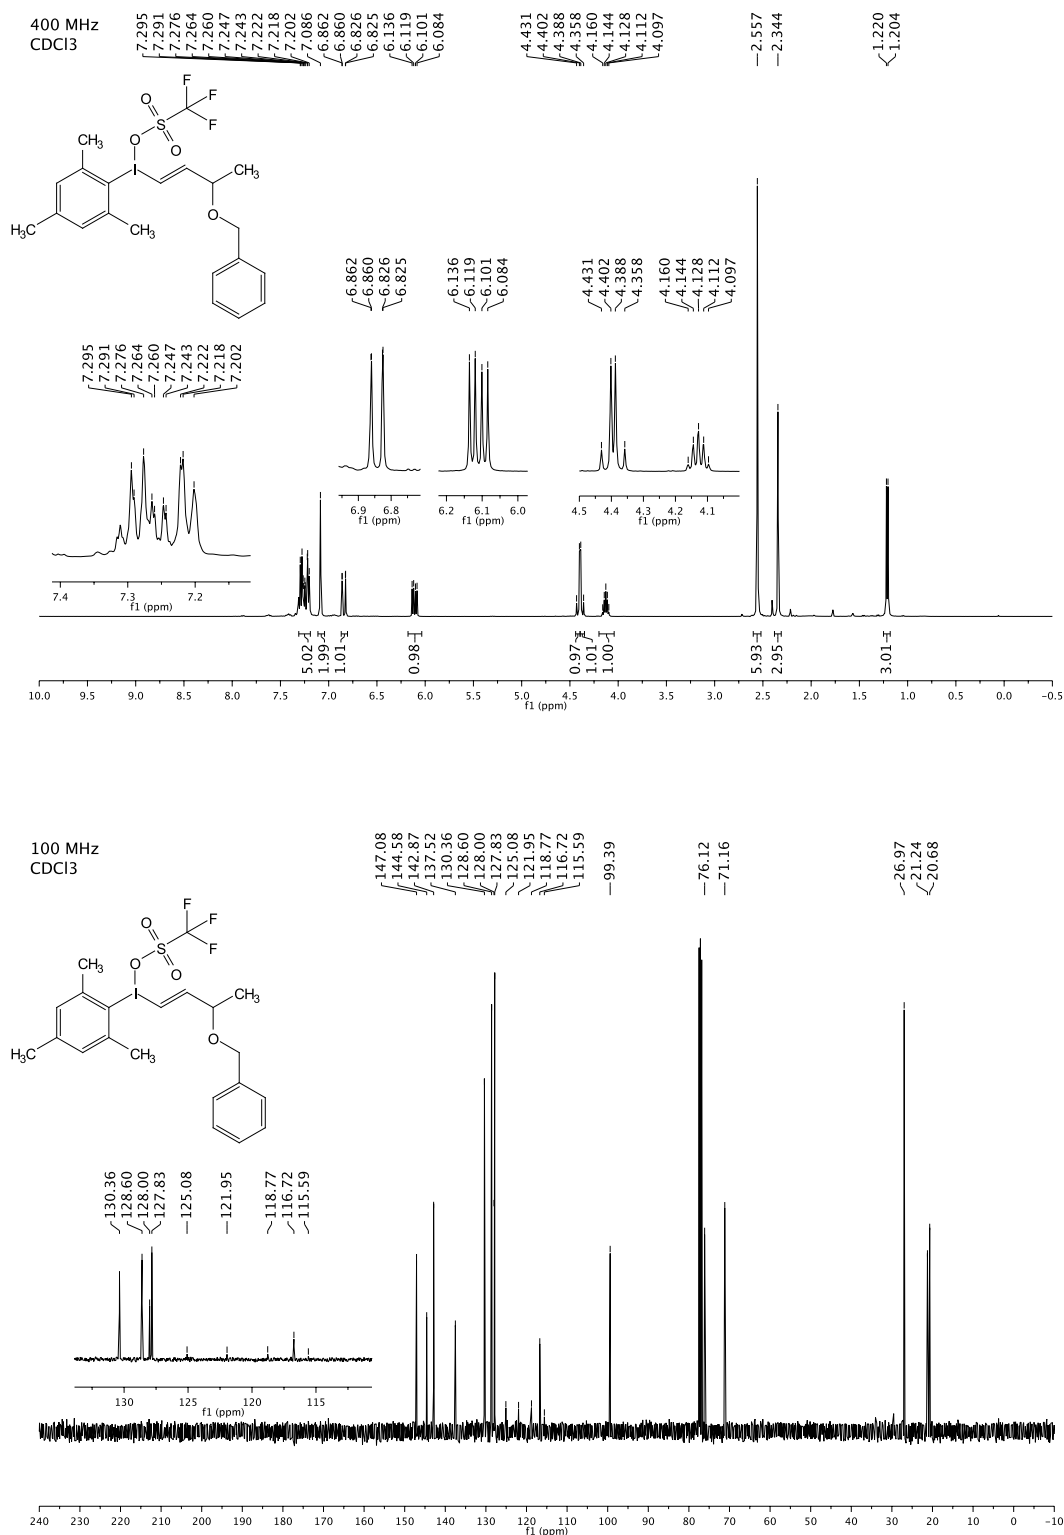 400 MHz
CDCl3
7.295
7.291
7.276
7.264
7.260
7.247
7.243
7.222
7.218
7.202
7.086
6.862
6.860
6.826
6.825
6.136
6.119
6.101
6.084
4.431
4.402
4.388
4.358
4.160
4.144
4.128
4.112
4.097
2.557
2.344
1.220
1.204
F
O
F
S
F
O
O
CH3
I
CH3
O
H3C
CH3
6.862
6.860
6.826
6.825
6.136
6.119
6.101
6.084
4.431
4.402
4.388
4.358
4.160
4.144
4.128
4.112
4.097
7.295
7.291
7.276
7.264
7.260
7.247
7.243
7.222
7.218
7.202
6.9 6.8
f1 (ppm)
6.2 6.1 6.0
f1 (ppm)
4.5 4.4 4.3 4.2 4.1
f1 (ppm)
7.4 7.3 7.2
f1 (ppm)
5.02
1.99
1.01
0.98
0.97
1.01
1.00
5.93
2.95
3.01
10.0 9.5 9.0 8.5 8.0 7.5 7.0 6.5 6.0 5.5 5.0 4.5 4.0 3.5 3.0 2.5 2.0 1.5 1.0 0.5 0.0 −0.5
f1 (ppm)
100 MHz
CDCl3
147.08
144.58
142.87
137.52
130.36
128.60
128.00
127.83
125.08
121.95
118.77
116.72
115.59
99.39
76.12
71.16
26.97
21.24
20.68
F
O
F
S
F
O
O
CH3
I
CH3
O
H3C
CH3
130.36
128.60
128.00
127.83
125.08
121.95
118.77
116.72
115.59
130 125 120 115
f1 (ppm)
240 230 220 210 200 190 180 170 160 150 140 130 120 110 100 90 80 70 60 50 40 30 20 10 0 −10
f1 (ppm)